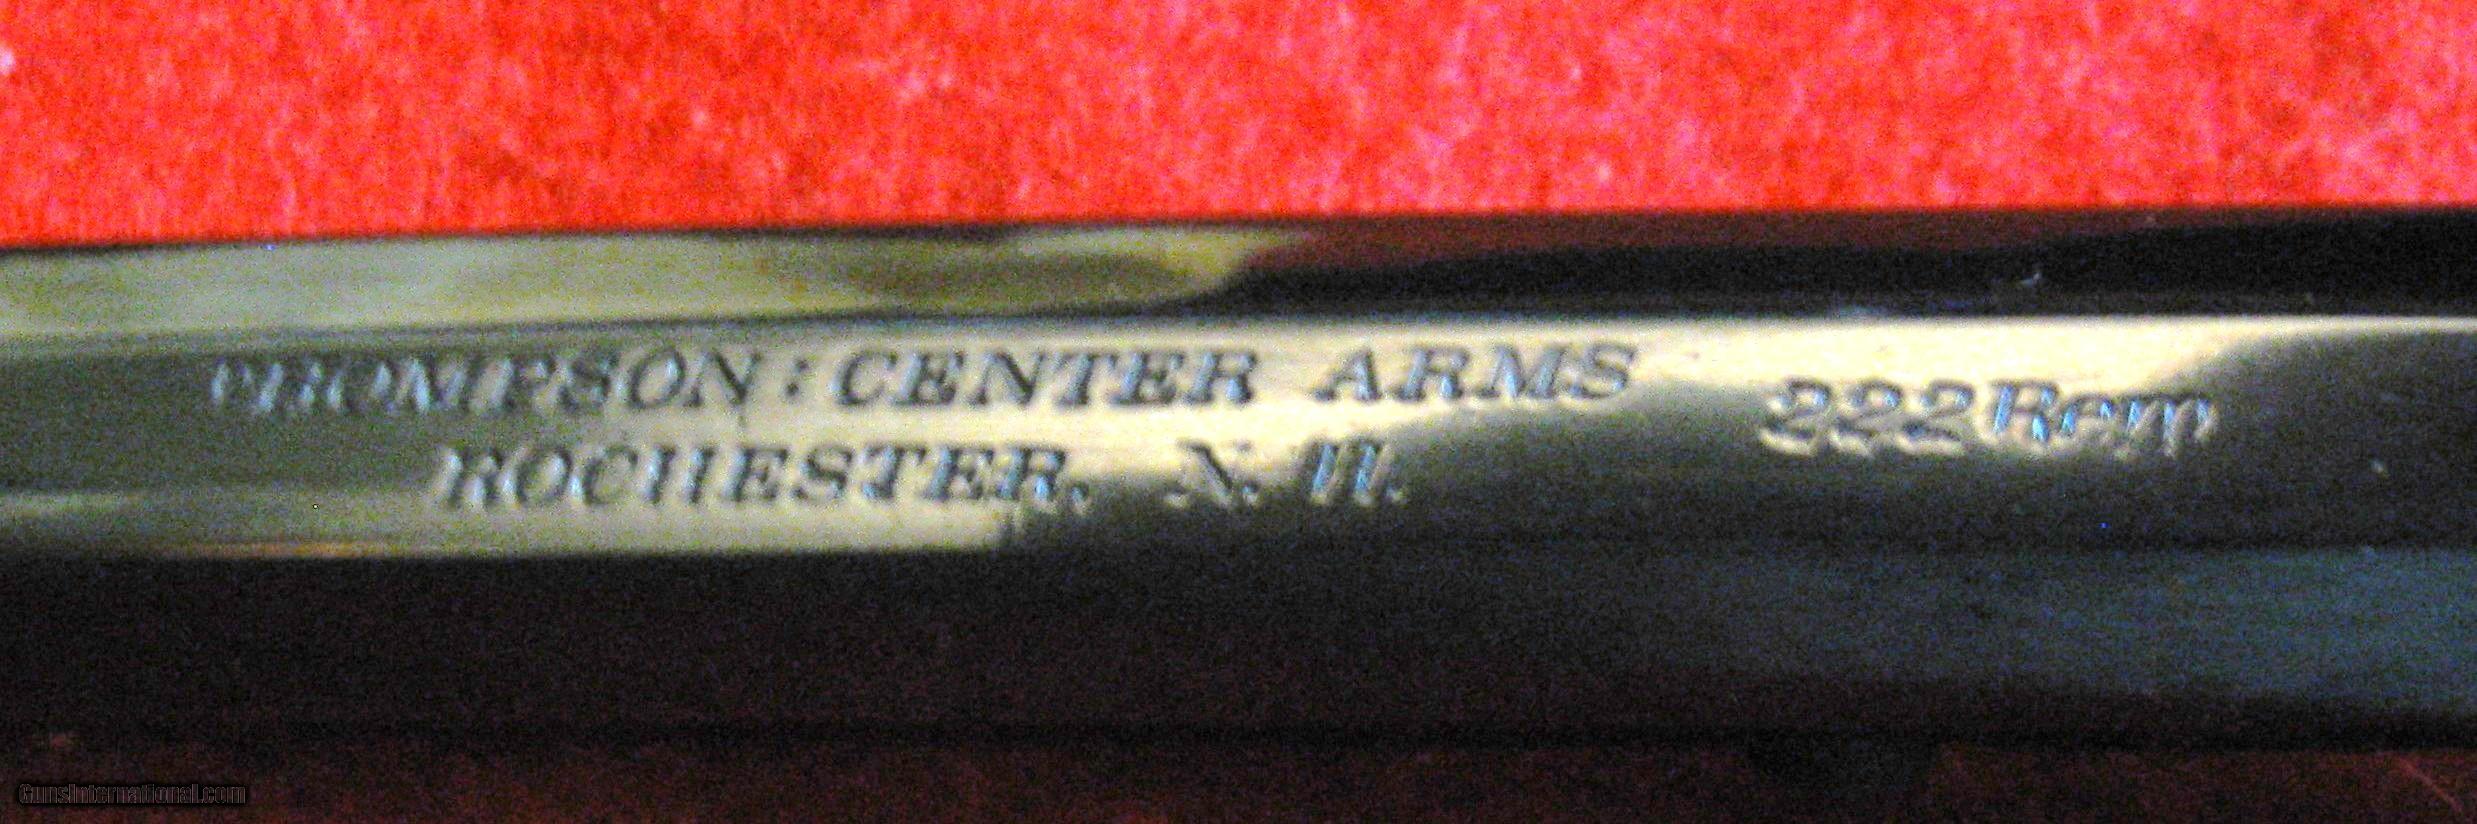 THOMPSON:CENTER ARMS
ROCHESTER, N. H.
222 Rem
GunsInternational.com